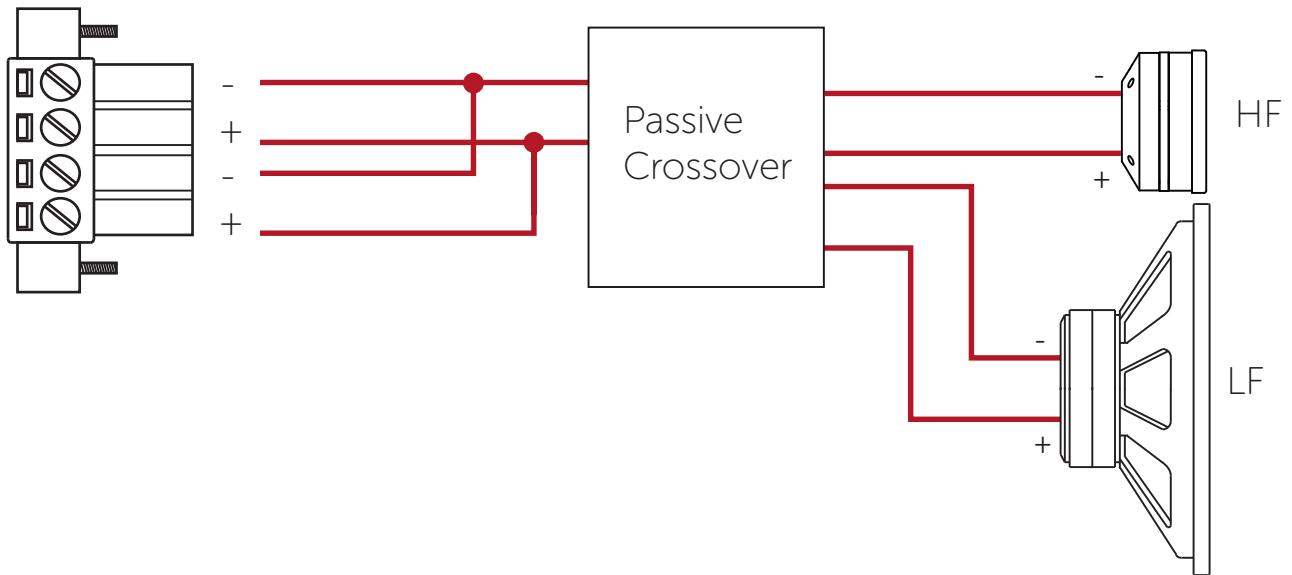 -
+
-
+
Passive
Crossover
-
+
HF
-
+
LF